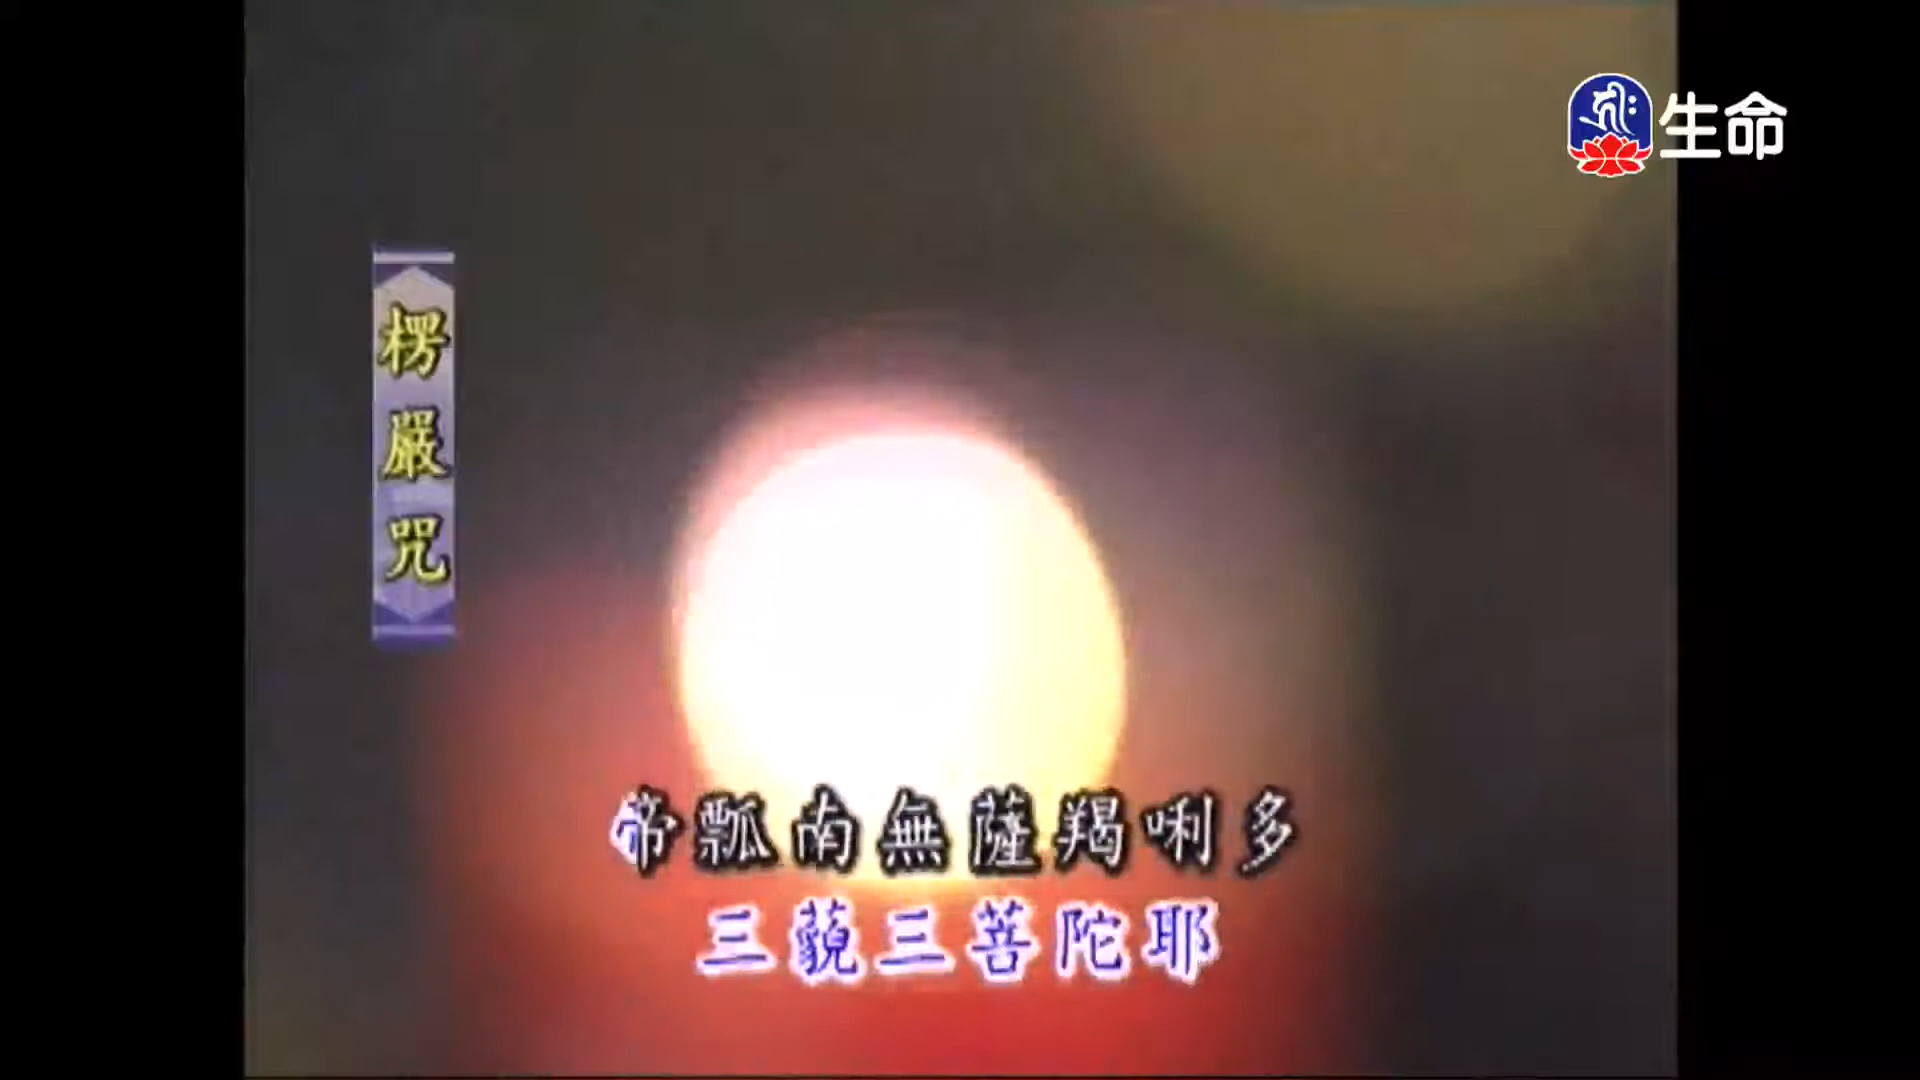 生命
楞嚴咒
帝瓢南無薩羯唎多
三藐三菩陀耶